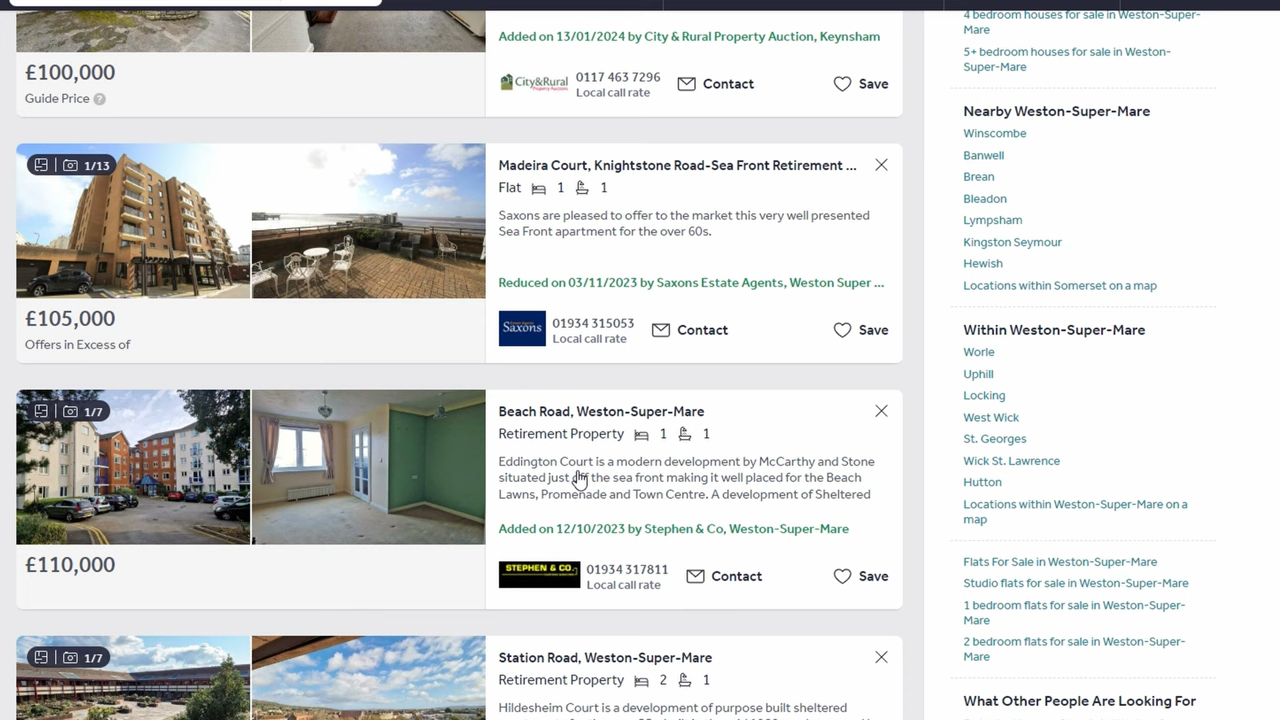 Added on 13/01/2024 by City & Rural Property Auction, Keynsham
£100,000
Guide Price ?
City&Rural
Property Auctions
0117 463 7296
Local call rate
Contact
Save
1/13
Madeira Court, Knightstone Road-Sea Front Retirement ...
Flat 1 1
Saxons are pleased to offer to the market this very well presented
Sea Front apartment for the over 60s.
Reduced on 03/11/2023 by Saxons Estate Agents, Weston Super ...
£105,000
Offers in Excess of
Saxons
01934 315053
Local call rate
Contact
Save
1/7
Beach Road, Weston-Super-Mare
Retirement Property 1 1
Eddington Court is a modern development by McCarthy and Stone
situated just the sea front making it well placed for the Beach
Lawns, Promenade and Town Centre. A development of Sheltered
Added on 12/10/2023 by Stephen & Co, Weston-Super-Mare
£110,000
STEPHEN & CO.
01934 317811
Local call rate
Contact
Save
1/7
Station Road, Weston-Super-Mare
Retirement Property 2 1
Hildesheim Court is a development of purpose built sheltered
4 bedroom houses for sale in Weston-Super-
Mare
5+ bedroom houses for sale in Weston-
Super-Mare
Nearby Weston-Super-Mare
Winscombe
Banwell
Brean
Bleadon
Lympsham
Kingston Seymour
Hewish
Locations within Somerset on a map
Within Weston-Super-Mare
Worle
Uphill
Locking
West Wick
St. Georges
Wick St. Lawrence
Hutton
Locations within Weston-Super-Mare on a
map
Flats For Sale in Weston-Super-Mare
Studio flats for sale in Weston-Super-Mare
1 bedroom flats for sale in Weston-Super-
Mare
2 bedroom flats for sale in Weston-Super-
Mare
What Other People Are Looking For